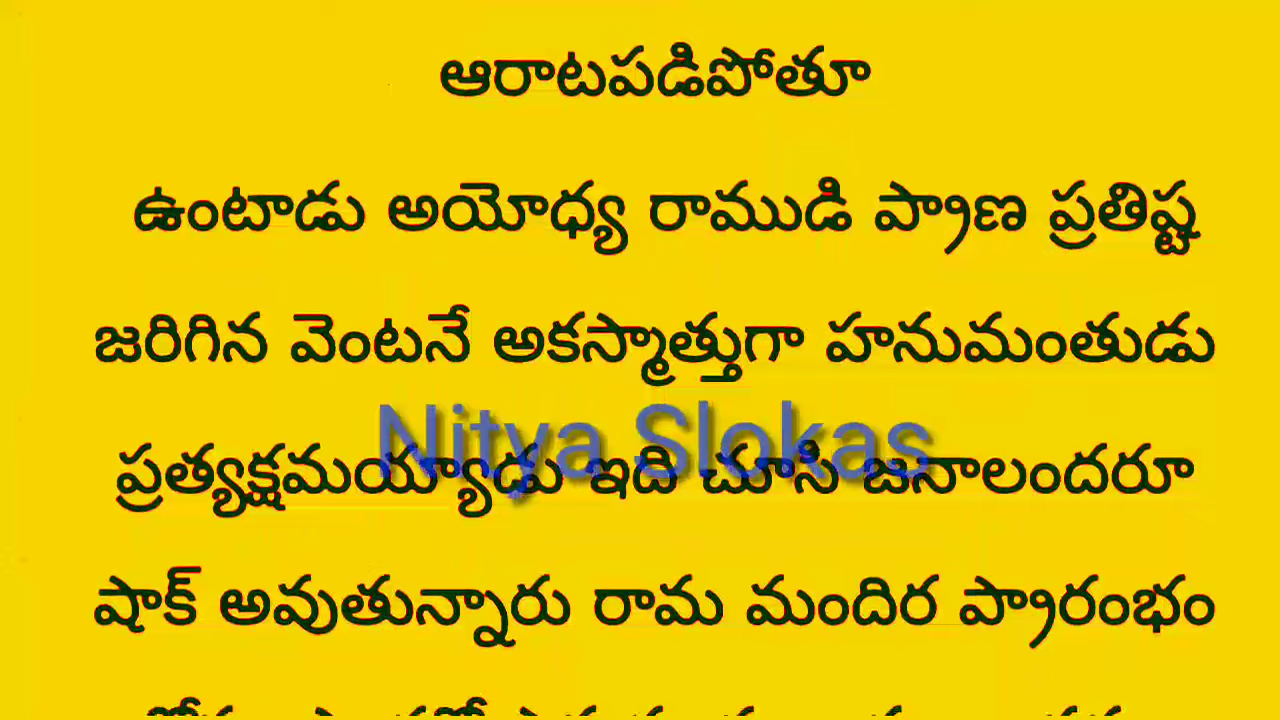 ఆరాటపడిపోతూ
ఉంటాడు అయోధ్య రాముడి ప్రాణ ప్రతిష్ట
జరిగిన వెంటనే అకస్మాత్తుగా హనుమంతుడు
ప్రత్యక్షమయ్యాడు ఇది చూసి జనాలందరూ
Nitya Slokas
షాక్ అవుతున్నారు రామ మందిర ప్రారంభం